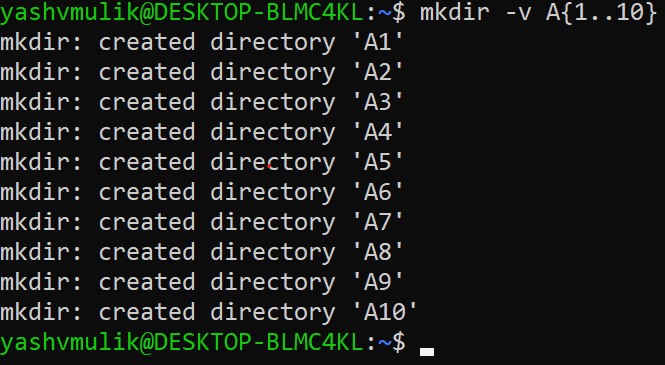 yashvmulik@DESKTOP-BLMC4KL:~$ mkdir -v A{1..10}
mkdir: created directory 'A1'
mkdir: created directory 'A2'
mkdir: created directory 'A3'
mkdir: created directory 'A4'
mkdir: created directory 'A5'
mkdir: created directory 'A6'
mkdir: created directory 'A7'
mkdir: created directory 'A8'
mkdir: created directory 'A9'
mkdir: created directory 'A10'
yashvmulik@DESKTOP-BLMC4KL:~$